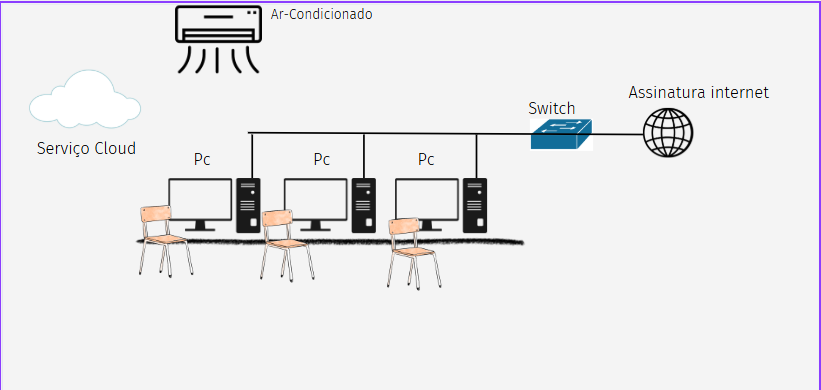 Ar-Condicionado
Assinatura internet
Switch
Serviço Cloud
Pc
Pc
Pc